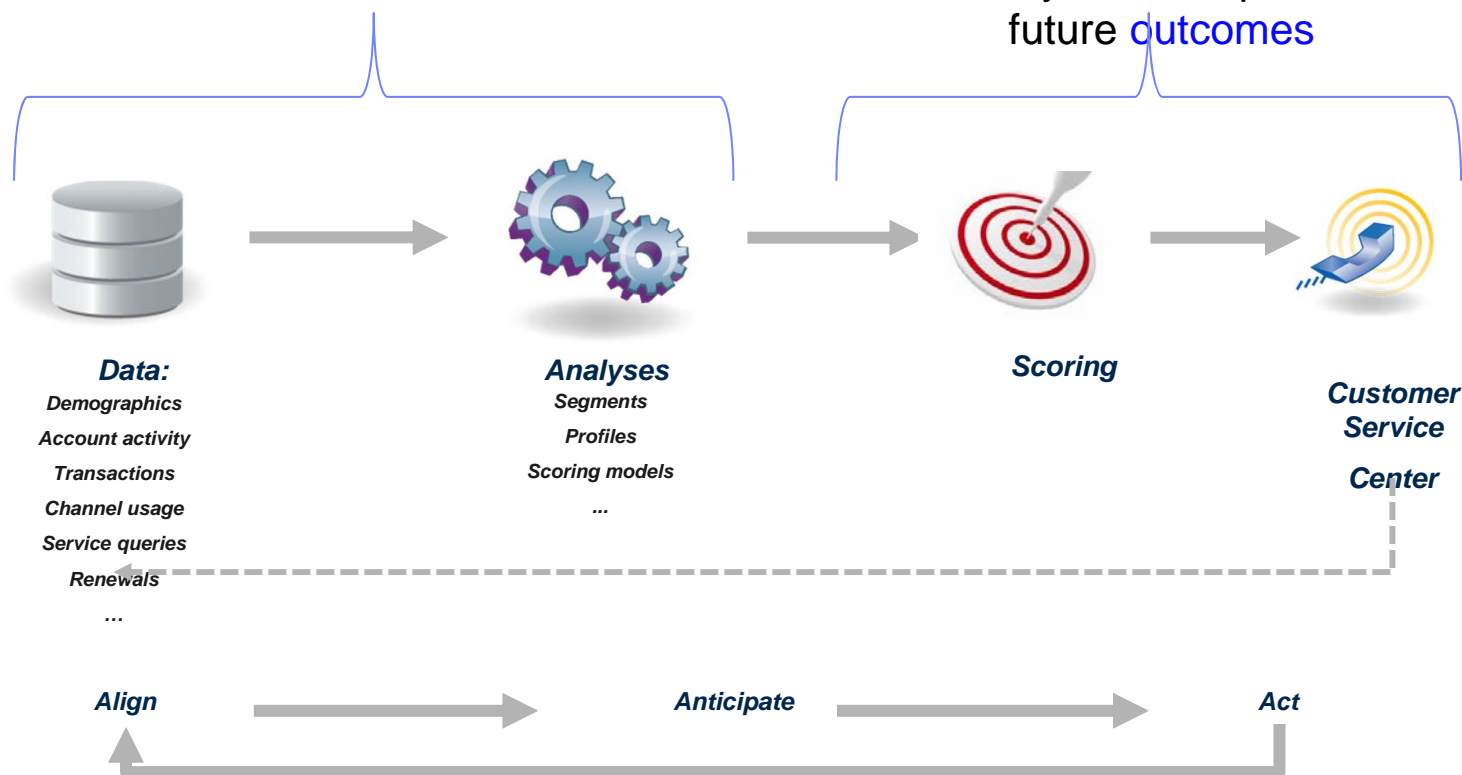 future outcomes
Data:
Demographics
Account activity
Transactions
Channel usage
Service queries
Renewals
...
Analyses
Segments
Profiles
Scoring models
...
Scoring
Customer
Service
Center
Align
Anticipate
Act